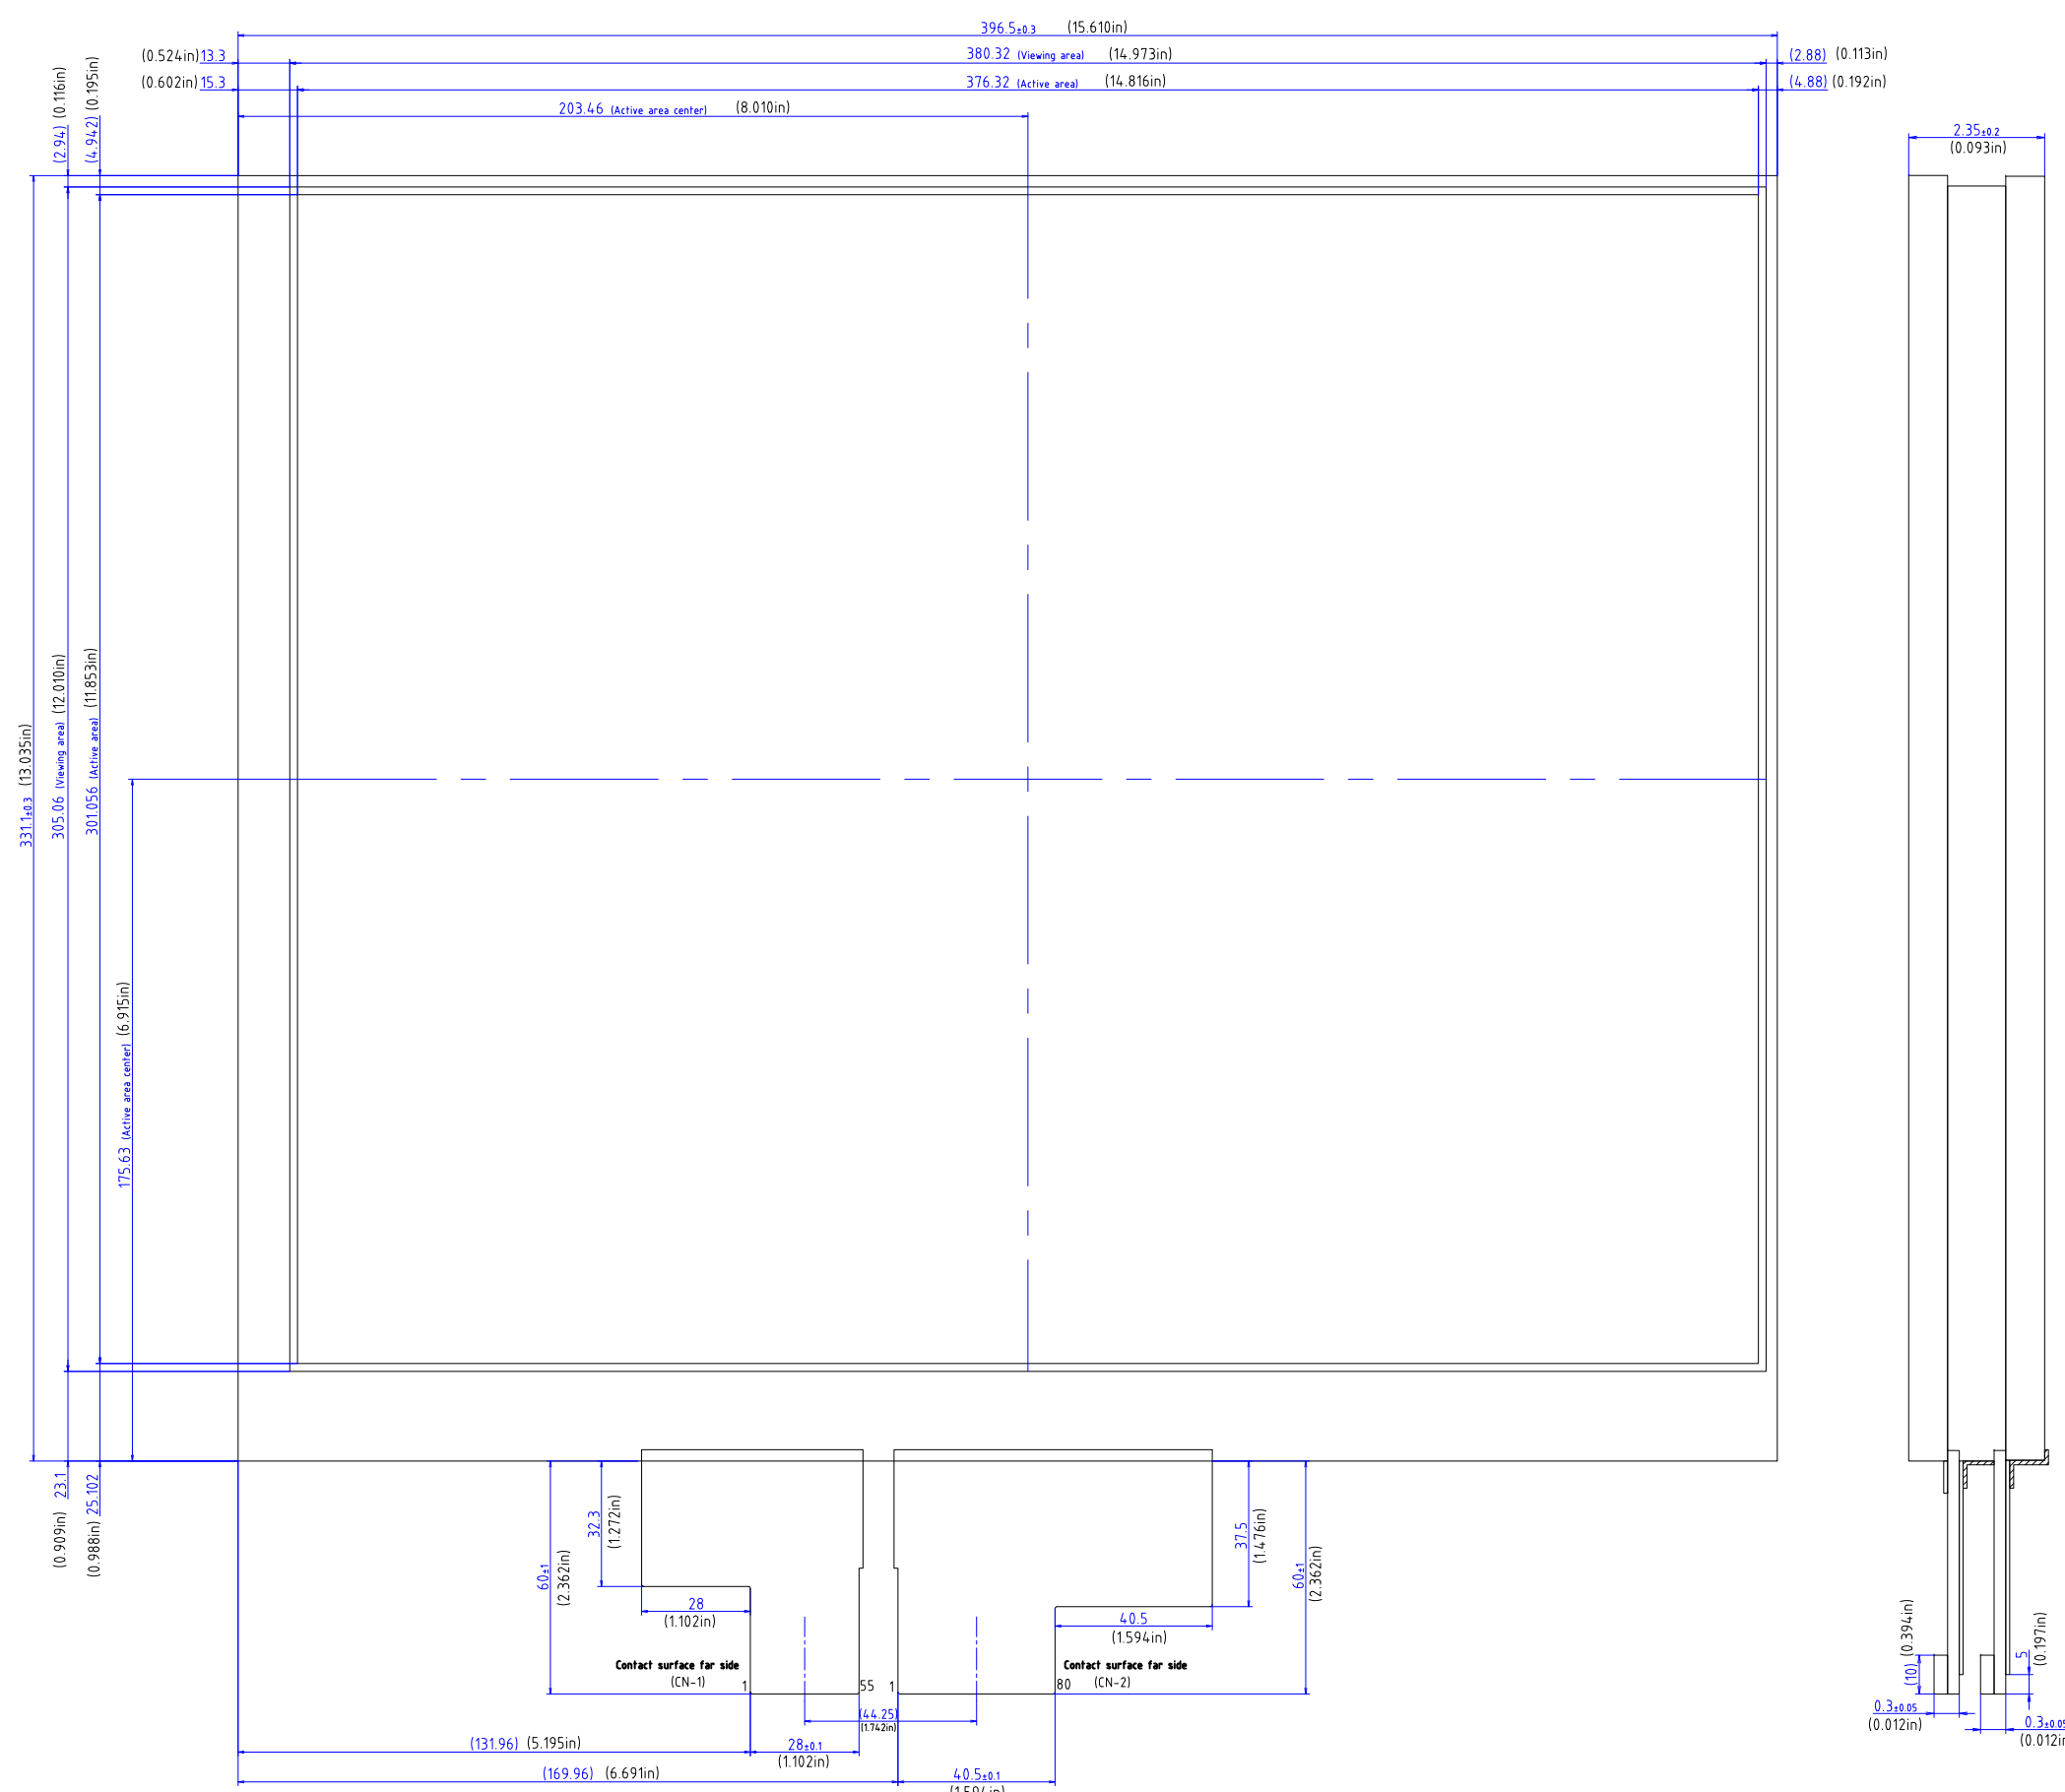 396.5±0.3 (15.610in)
(0.524in) 13.3 380.32 (Viewing area) (14.973in) (2.88) (0.113in)
(0.602in) 15.3 376.32 (Active area) (14.816in) (4.88) (0.192in)
203.46 (Active area center) (8.010in)
(2.94) (0.116in)
(4.942) (0.195in)
2.35±0.2
(0.093in)
331.1±0.3 (13.035in)
305.06 (Viewing area) (12.010in)
301.056 (Active area) (11.853in)
175.63 (Active area center) (6.915in)
(0.909in) 23.1
(0.988in) 25.102
60±1
(2.362in)
32.3
(1.272in)
28
(1.102in)
37.5
(1.476in)
60±1
(2.362in)
40.5
(1.594in)
Contact surface far side
(CN-1)
1 55
Contact surface far side
(CN-2)
1 80
(44.25)
(1.742in)
(131.96) (5.195in)
28±0.1
(1.102in)
(169.96) (6.691in)
40.5±0.1
(1.594in)
(10) (0.394in)
5
(0.197in)
0.3±0.05
(0.012in)
0.3±0.05
(0.012in